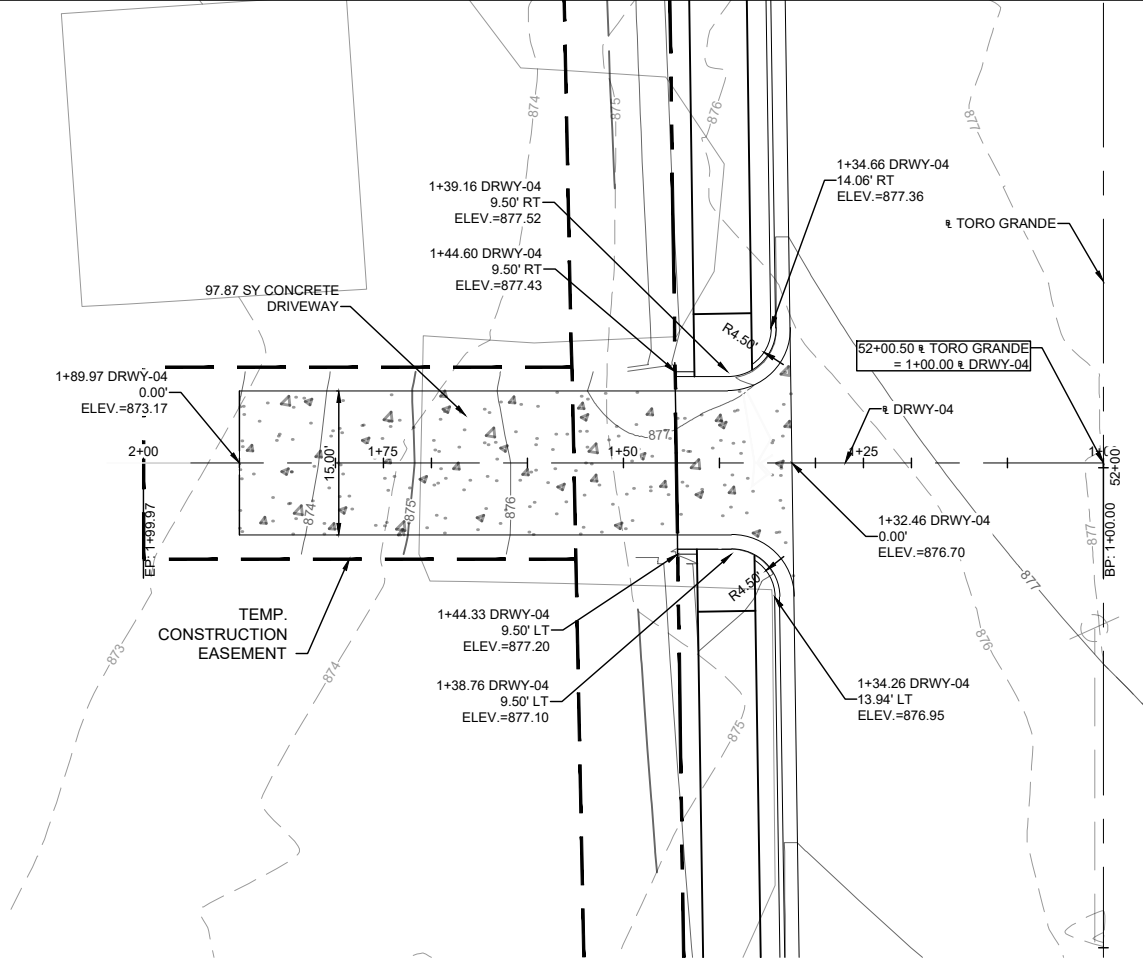 874
875
876
877
1+34.66 DRWY-04
14.06' RT
ELEV.=877.36
1+39.16 DRWY-04
9.50' RT
ELEV.=877.52
℄ TORO GRANDE
1+44.60 DRWY-04
9.50' RT
ELEV.=877.43
97.87 SY CONCRETE
DRIVEWAY
R4.50'
52+00.50 ℄ TORO GRANDE
= 1+00.00 ℄ DRWY-04
1+89.97 DRWY-04
0.00'
ELEV.=873.17
℄ DRWY-04
877
2+00
1+75
1+50
1+25
52+00
15.00'
874
875
876
EP: 1+99.97
BP: 1+00.00
1+32.46 DRWY-04
0.00'
ELEV.=876.70
877
877
R4.50'
TEMP.
CONSTRUCTION
EASEMENT
1+44.33 DRWY-04
9.50' LT
ELEV.=877.20
873
874
876
1+38.76 DRWY-04
9.50' LT
ELEV.=877.10
1+34.26 DRWY-04
13.94' LT
ELEV.=876.95
875